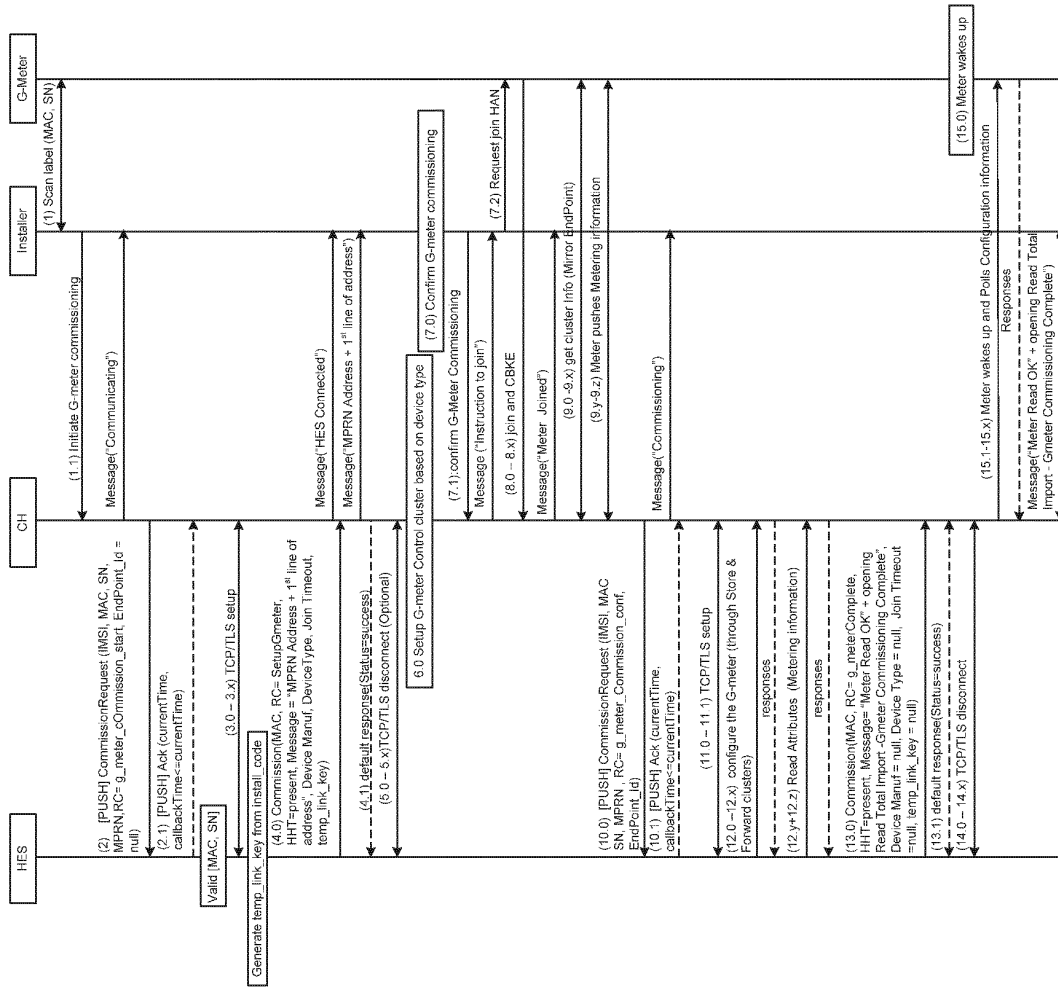 HES
CH
Installer
G-Meter
(1) Scan label (MAC, SN)
(1.1) Initiate G-meter commissioning
Message("Communicating")
(2) [PUSH] CommissionRequest (IMSI, MAC, SN,
MPRN,RC= g_meter_cOmmission_start, EndPoint_Id =
null)
(2.1) [PUSH] Ack (currentTime,
callbackTime<=currentTime)
Valid [MAC, SN]
(3.0 – 3.x) TCP/TLS setup
Generate temp_link_key from install_code
Message("HES Connected")
(4.0) Commission(MAC, RC= SetupGmeter,
HHT=present, Message = "MPRN Address + 1st line of
address", Device Manuf, DeviceType, Join Timeout,
temp_link_key)
Message("MPRN Address + 1st line of address")
(4.1) default response(Status=success)
(5.0 – 5.x)TCP/TLS disconnect (Optional)
6.0 Setup G-meter Control cluster based on device type
(7.0) Confirm G-meter commissioning
(7.1):confirm G-Meter Commissioning
Message ("Instruction to join")
(7.2) Request join HAN
(8.0 – 8.x) join and CBKE
Message("Meter Joined")
(9.0 -9.x) get cluster Info (Mirror EndPoint)
(9.y-9.z) Meter pushes Metering information
(10.0) [PUSH] CommissionRequest (IMSI, MAC
SN, MPRN , RC= g_meter_Commission_conf,
EndPoint_Id)
Message("Commissioning")
(10.1) [PUSH] Ack (currentTime,
callbackTime<=currentTime)
(11.0 – 11.1) TCP/TLS setup
(12.0 –12.x) configure the G-meter (through Store &
Forward clusters)
responses
(12.y+12.z) Read Attributes (Metering information)
responses
(13.0) Commission(MAC, RC= g_meterComplete,
HHT=present, Message= "Meter Read OK" + opening
Read Total Import -Gmeter Commissioning Complete",
Device Manuf = null, Device Type = null, Join Timeout
=null, temp_link_key = null)
(13.1) default response(Status=success)
(14.0 – 14.x) TCP/TLS disconnect
(15.0) Meter wakes up
(15.1-15.x) Meter wakes up and Polls Configuration information
Responses
Message("Meter Read OK" + opening Read Total
Import - Gmeter Commissioning Complete")